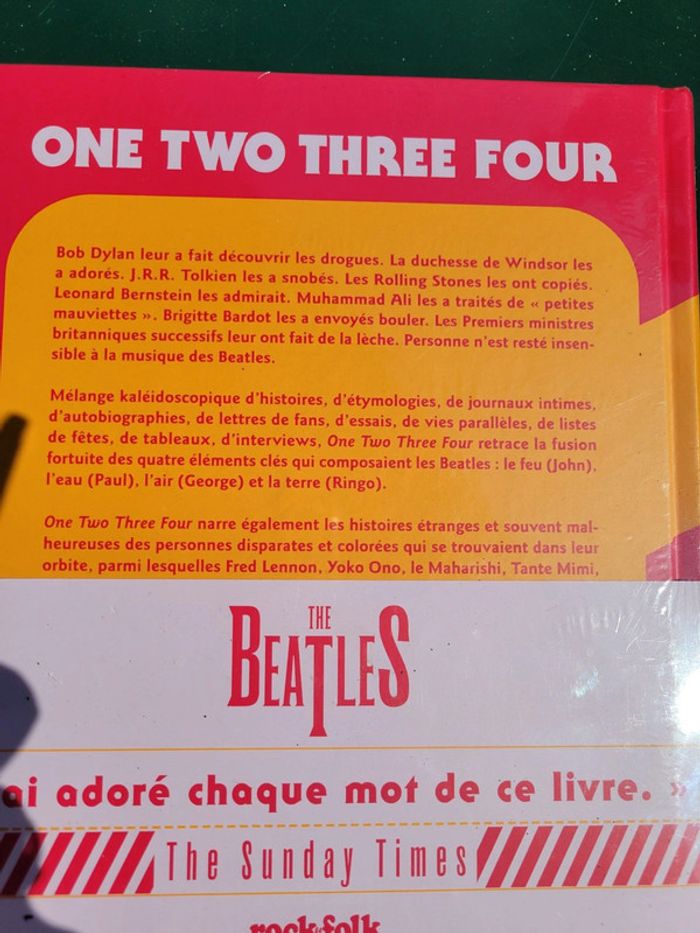 ONE TWO THREE FOUR
Bob Dylan leur a fait découvrir les drogues. La duchesse de Windsor les
a adorés. J.R.R. Tolkien les a snobés. Les Rolling Stones les ont copiés.
Leonard Bernstein les admirait. Muhammad Ali les a traités de « petites
mauviettes ». Brigitte Bardot les a envoyés bouler. Les Premiers ministres
britanniques successifs leur ont fait de la lèche. Personne n'est resté insen-
sible à la musique des Beatles.
Mélange kaléidoscopique d'histoires, d'étymologies, de journaux intimes,
d'autobiographies, de lettres de fans, d'essais, de vies parallèles, de listes
de fêtes, de tableaux, d'interviews, One Two Three Four retrace la fusion
fortuite des quatre éléments clés qui composaient les Beatles : le feu (John),
l'eau (Paul), l'air (George) et la terre (Ringo).
One Two Three Four narre également les histoires étranges et souvent mal-
heureuses des personnes disparates et colorées qui se trouvaient dans leur
orbite, parmi lesquelles Fred Lennon, Yoko Ono, le Maharishi, Tante Mimi,
THE
BEATLES
ai adoré chaque mot de ce livre. »
The Sunday Times
rock&folk